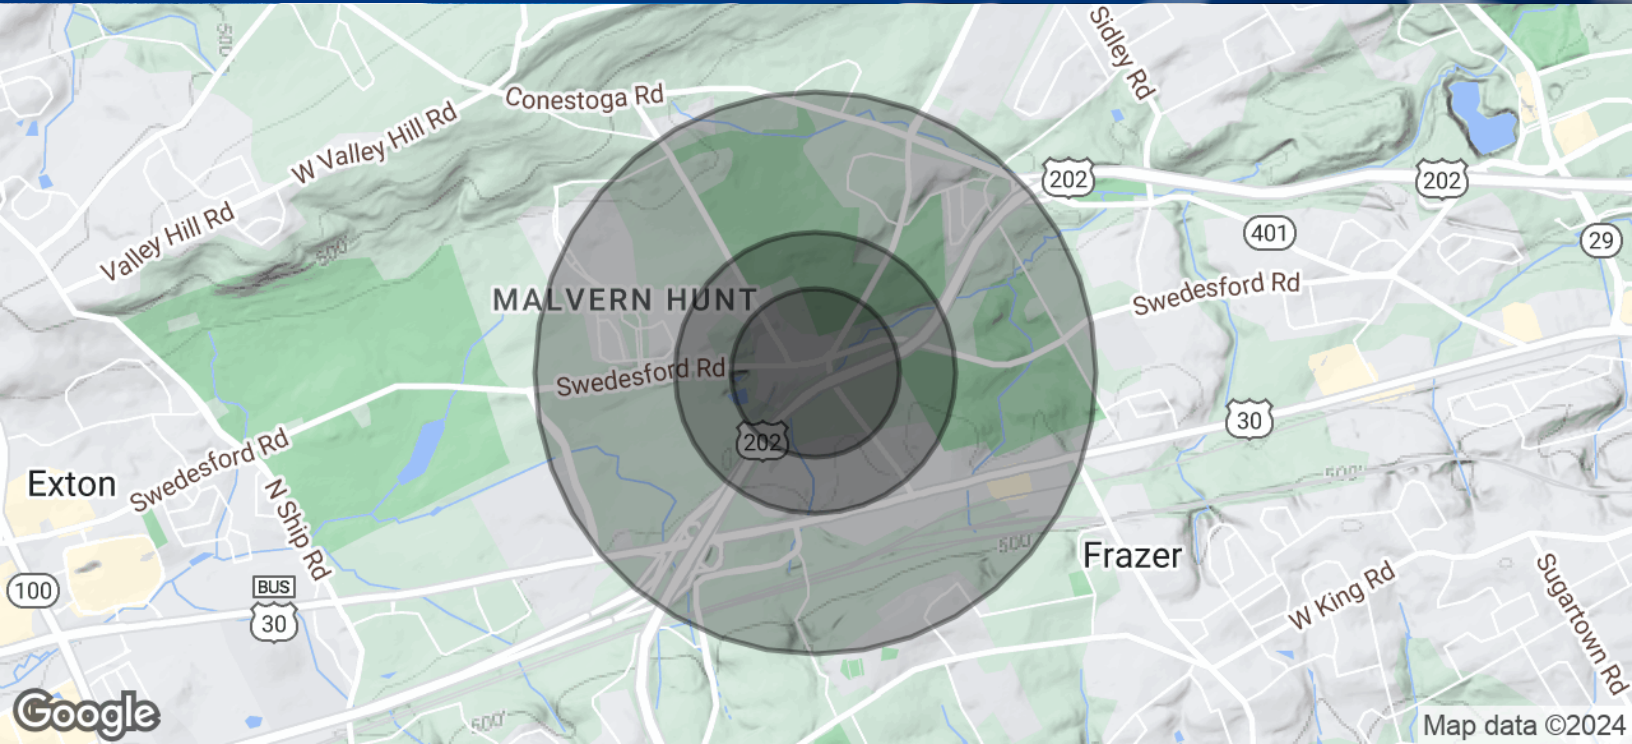 500'
Sidley Rd
Conestoga Rd
W Valley Hill Rd
202
202
Valley Hill Rd
401
29
500'
Swedesford Rd
MALVERN HUNT
Swedesford Rd
30
202
Swedesford Rd
500'
Exton
N Ship Rd
500'
Frazer
100
BUS
30
W King Rd
Sugartown Rd
Google
500'
Map data ©2024